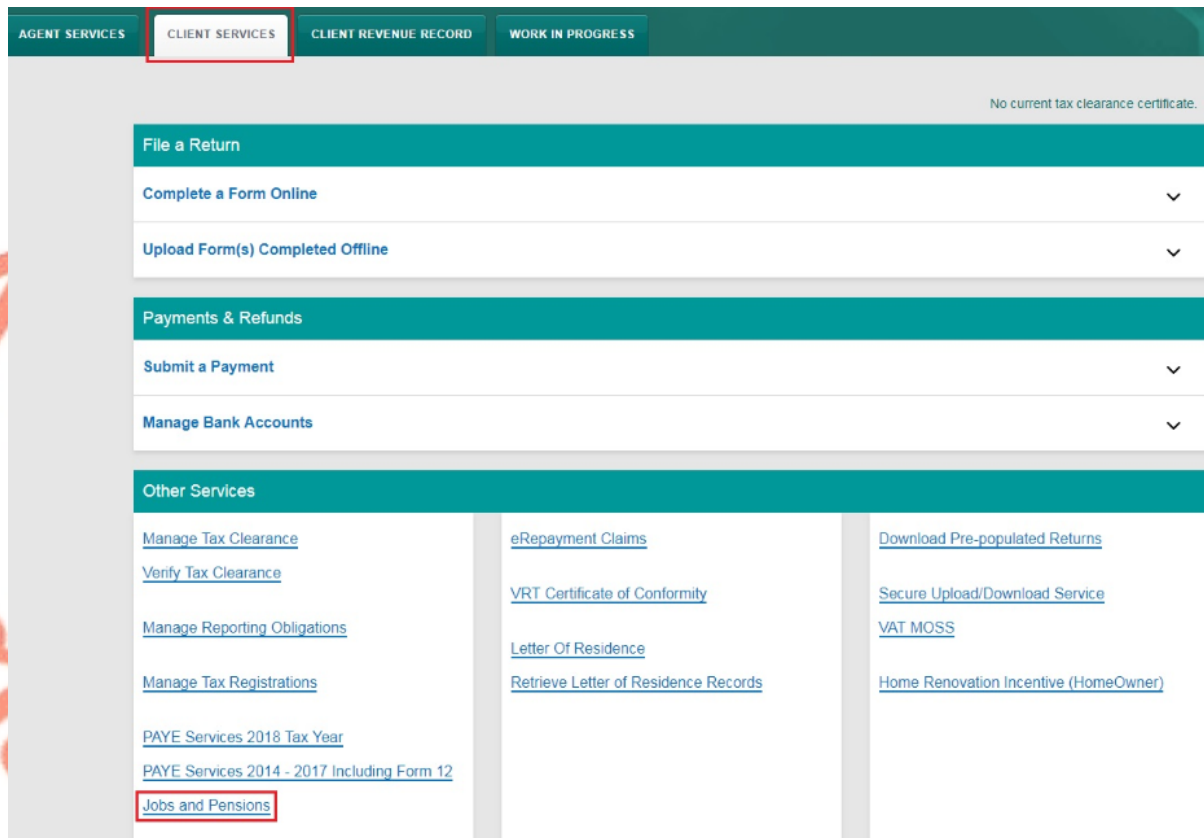 AGENT SERVICES
CLIENT SERVICES
CLIENT REVENUE RECORD
WORK IN PROGRESS
No current tax clearance certificate.
File a Return
Complete a Form Online
Upload Form(s) Completed Offline
Payments & Refunds
Submit a Payment
Manage Bank Accounts
Other Services
Manage Tax Clearance
Verify Tax Clearance
Manage Reporting Obligations
Manage Tax Registrations
PAYE Services 2018 Tax Year
PAYE Services 2014 - 2017 Including Form 12
Jobs and Pensions
eRepayment Claims
VRT Certificate of Conformity
Letter Of Residence
Retrieve Letter of Residence Records
Download Pre-populated Returns
Secure Upload/Download Service
VAT MOSS
Home Renovation Incentive (HomeOwner)